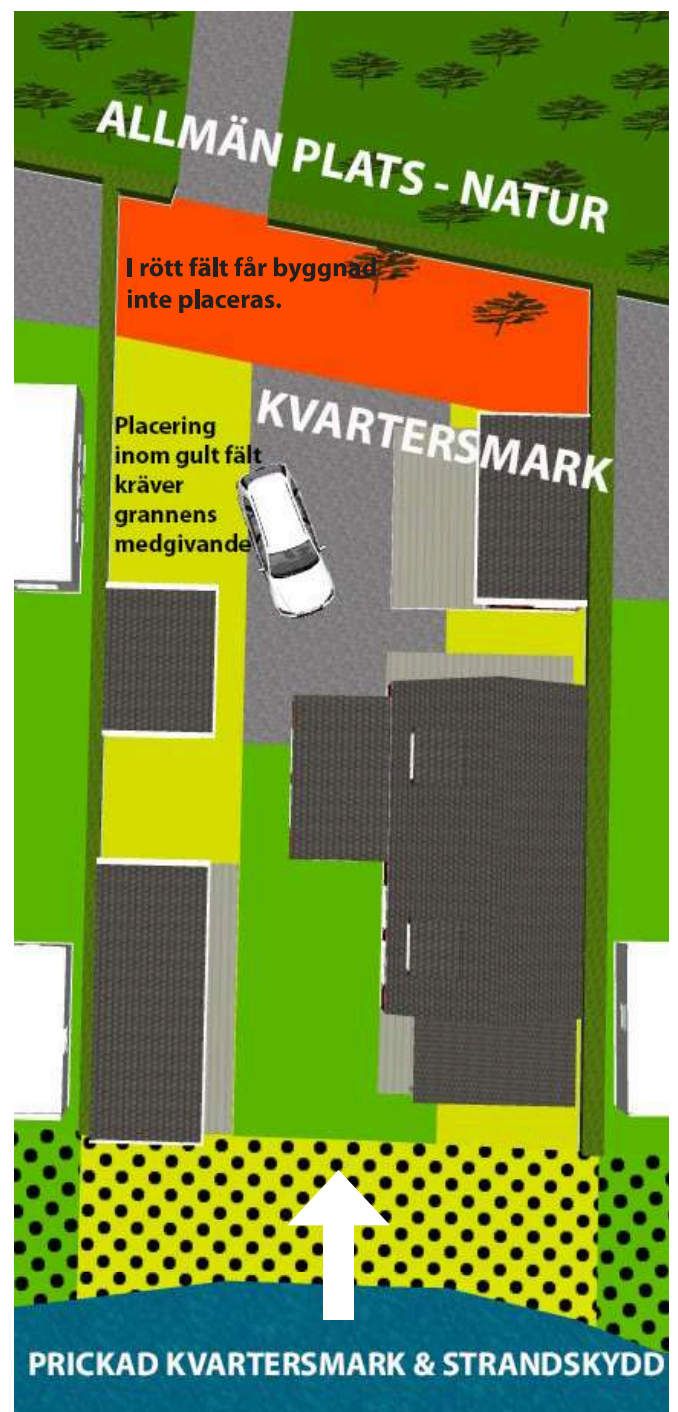 ALLMÄN PLATS - NATUR
I rött fält får byggnad
inte placeras.
KVARTERSMARK
Placering
inom gult fält
kräver
grannens
medgivande
PRICKAD KVARTERSMARK & STRANDSKYDD